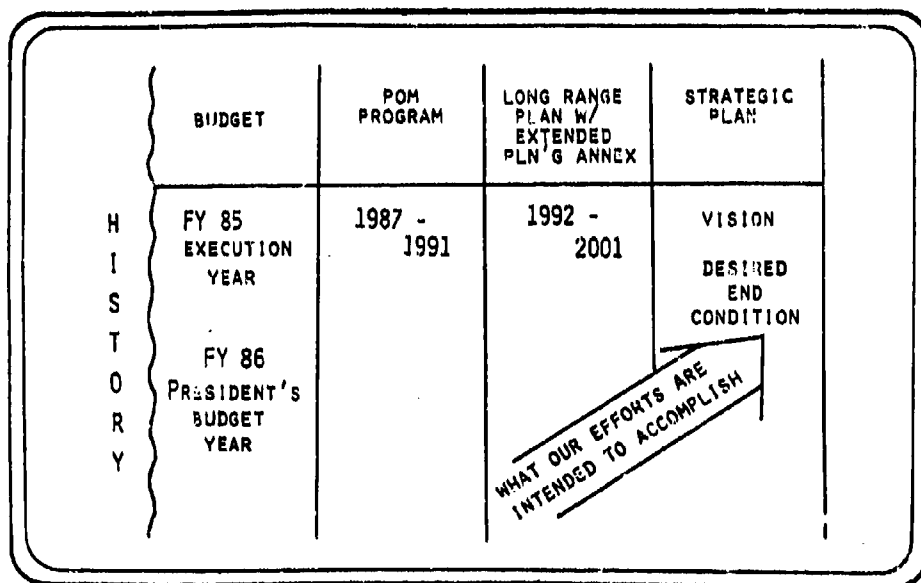 BUDGET
POM
PROGRAM
LONG RANGE
PLAN W/
EXTENDED
PLN'G ANNEX
STRATEGIC
PLAN
HISTORY
FY 85
EXECUTION
YEAR
FY 86
PRESIDENT'S
BUDGET
YEAR
1987 -
1991
1992 -
2001
VISION
DESIRED
END
CONDITION
WHAT OUR EFFORTS ARE
INTENDED TO ACCOMPLISH